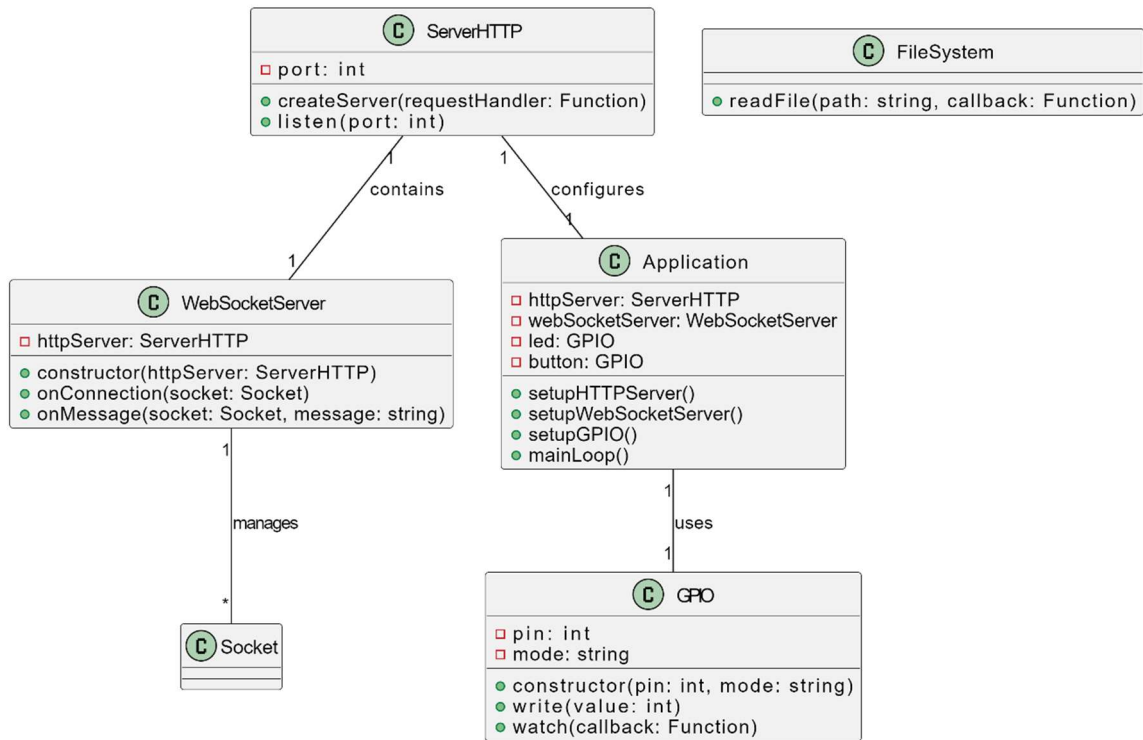 C ServerHTTP
port: int
createServer(requestHandler: Function)
listen(port: int)
C FileSystem
readFile(path: string, callback: Function)
1
contains
1
1
configures
1
C WebSocketServer
httpServer: ServerHTTP
constructor(httpServer: ServerHTTP)
onConnection(socket: Socket)
onMessage(socket: Socket, message: string)
C Application
httpServer: ServerHTTP
webSocketServer: WebSocketServer
led: GPIO
button: GPIO
setupHTTPServer()
setupWebSocketServer()
setupGPIO()
mainLoop()
1
manages
*
1
uses
1
C Socket
C GPIO
pin: int
mode: string
constructor(pin: int, mode: string)
write(value: int)
watch(callback: Function)